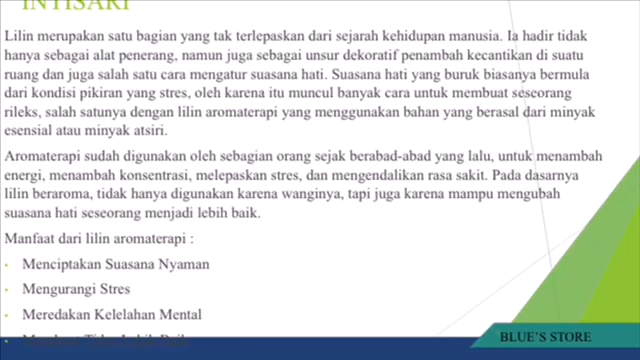 INTISARI
Lilin merupakan satu bagian yang tak terlepaskan dari sejarah kehidupan manusia. Ia hadir tidak
hanya sebagai alat penerang, namun juga sebagai unsur dekoratif penambah kecantikan di suatu
ruang dan juga salah satu cara mengatur suasana hati. Suasana hati yang buruk biasanya bermula
dari kondisi pikiran yang stres, oleh karena itu muncul banyak cara untuk membuat seseorang
rileks, salah satunya dengan lilin aromaterapi yang menggunakan bahan yang berasal dari minyak
esensial atau minyak atsiri.
Aromaterapi sudah digunakan oleh sebagian orang sejak berabad-abad yang lalu, untuk menambah
energi, menambah konsentrasi, melepaskan stres, dan mengendalikan rasa sakit. Pada dasarnya
lilin beraroma, tidak hanya digunakan karena wanginya, tapi juga karena mampu mengubah
suasana hati seseorang menjadi lebih baik.
Manfaat dari lilin aromaterapi :
• Menciptakan Suasana Nyaman
• Mengurangi Stres
• Meredakan Kelelahan Mental
BLUE'S STORE